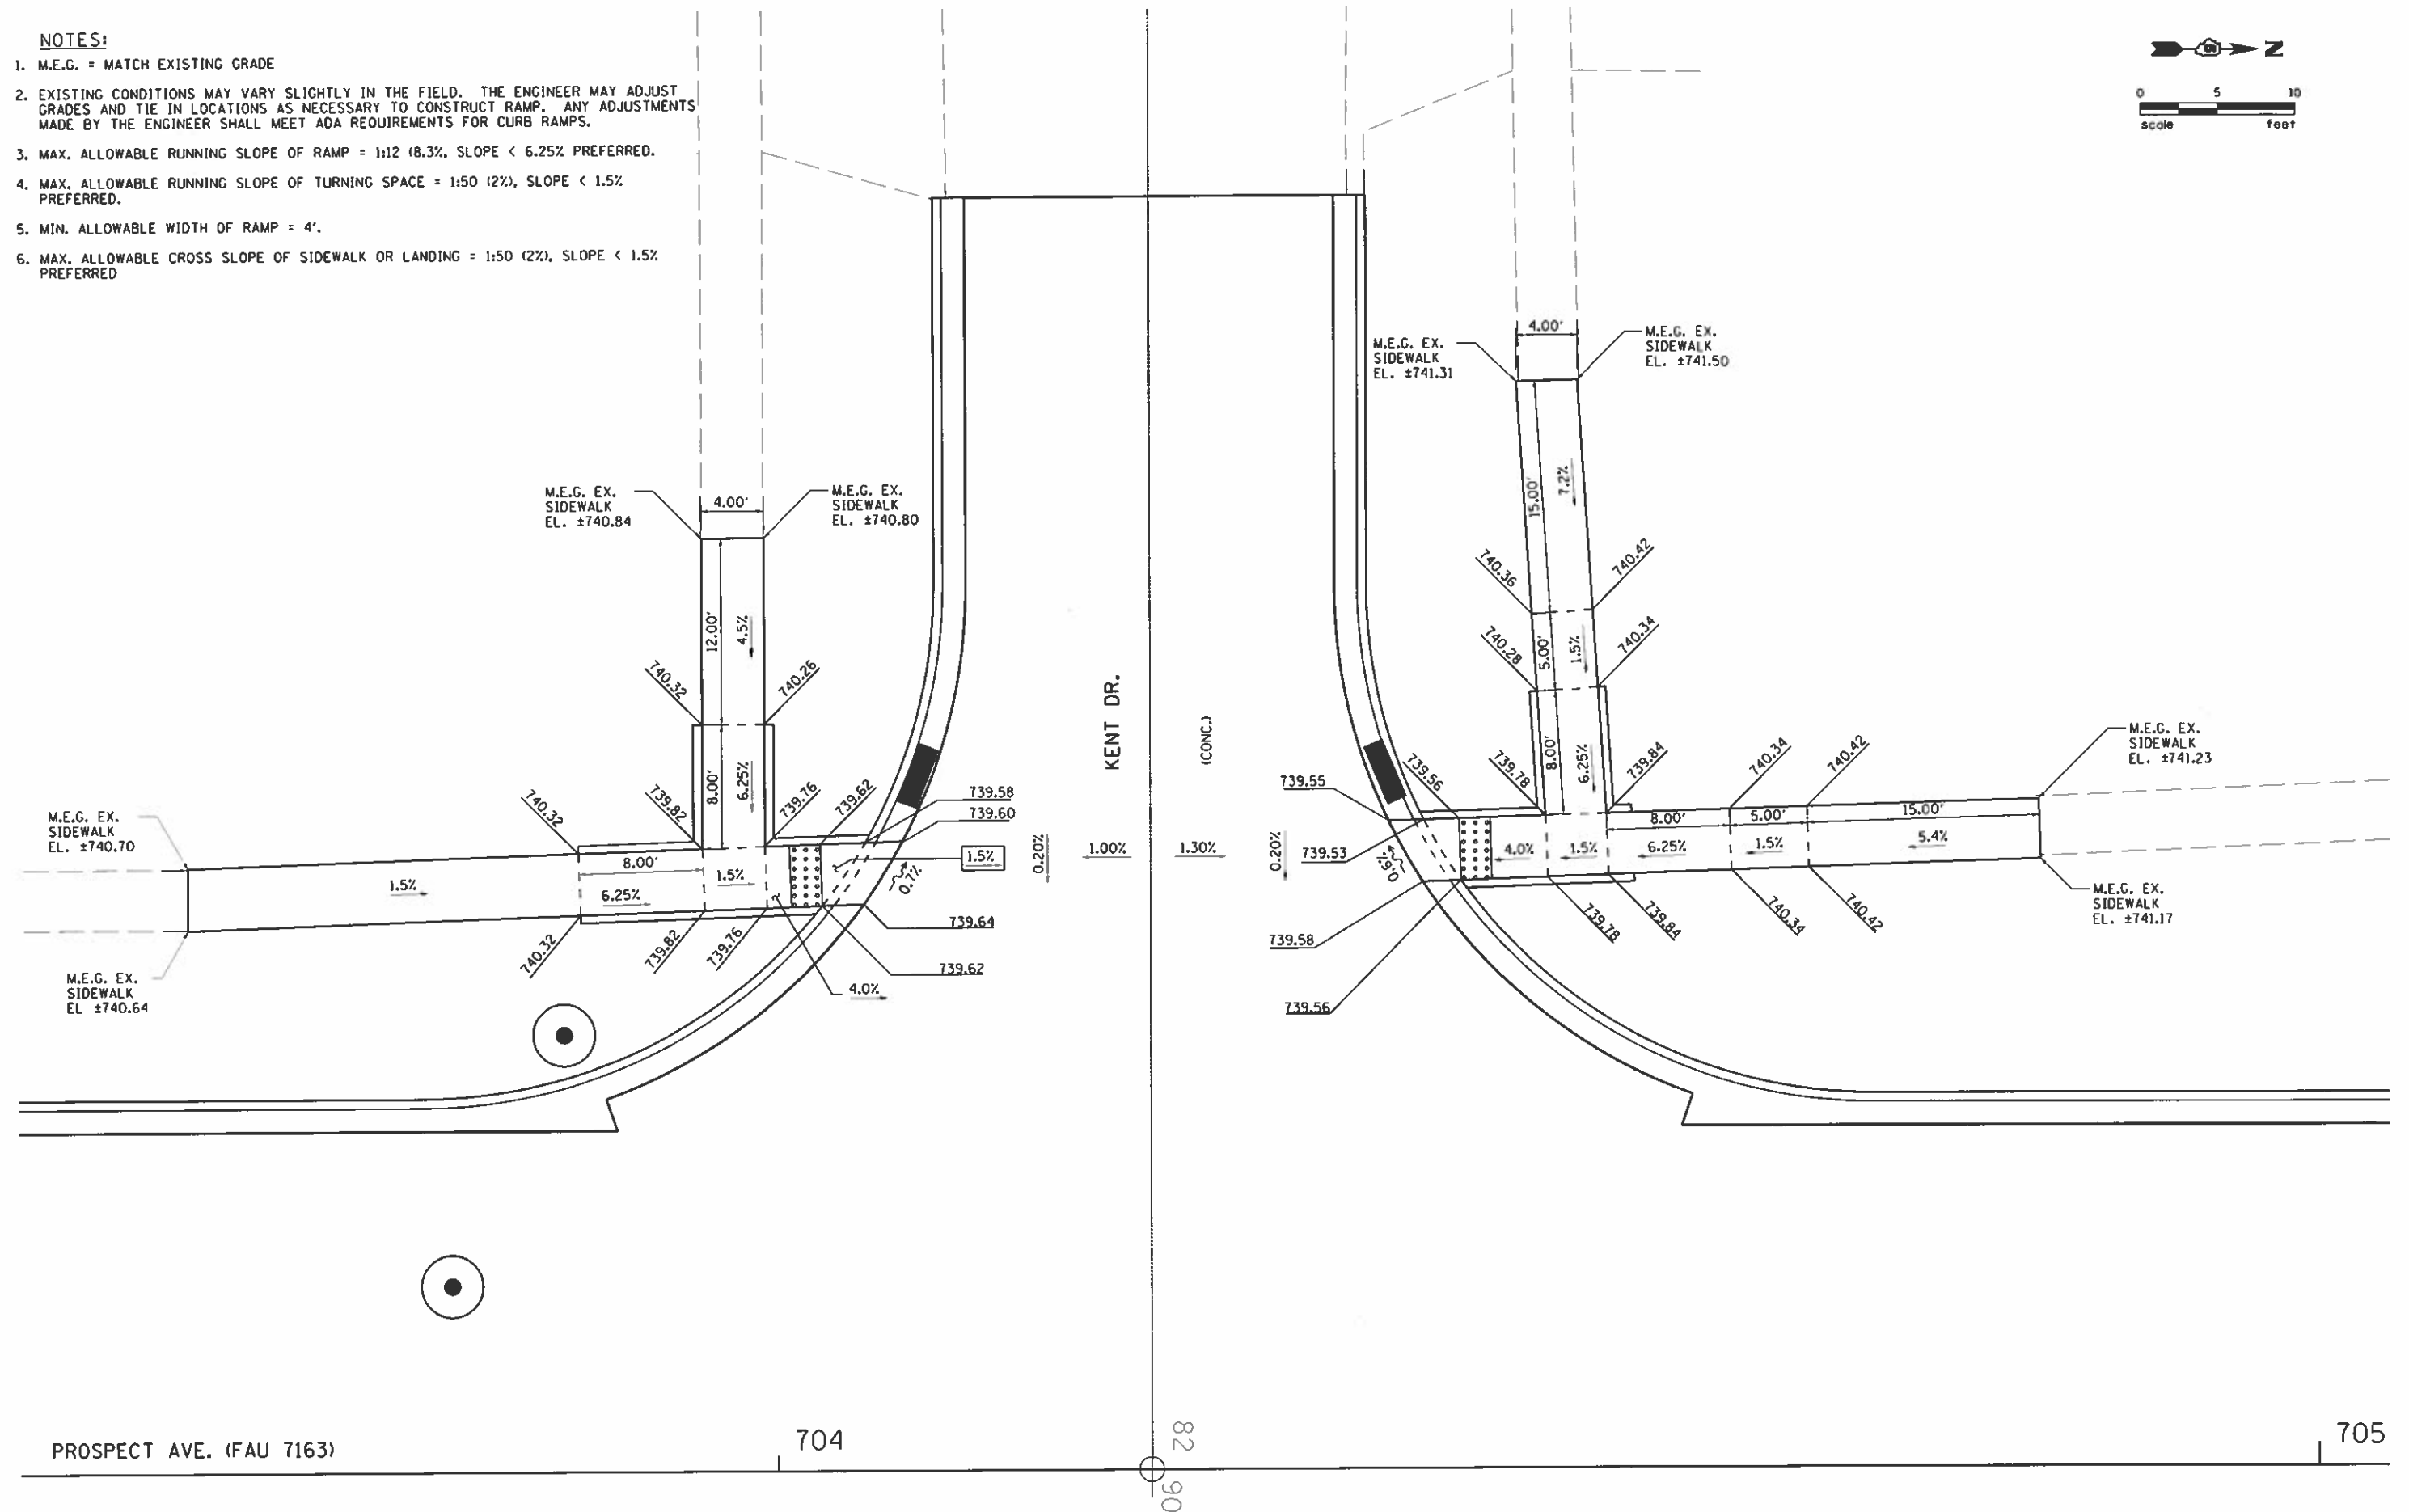 NOTES:
1. M.E.G. = MATCH EXISTING GRADE
2. EXISTING CONDITIONS MAY VARY SLIGHTLY IN THE FIELD. THE ENGINEER MAY ADJUST
GRADES AND TIE IN LOCATIONS AS NECESSARY TO CONSTRUCT RAMP. ANY ADJUSTMENTS
MADE BY THE ENGINEER SHALL MEET ADA REQUIREMENTS FOR CURB RAMPS.
3. MAX. ALLOWABLE RUNNING SLOPE OF RAMP = 1:12 (8.3%, SLOPE < 6.25% PREFERRED.
4. MAX. ALLOWABLE RUNNING SLOPE OF TURNING SPACE = 1:50 (2%), SLOPE < 1.5%
PREFERRED.
5. MIN. ALLOWABLE WIDTH OF RAMP = 4'.
6. MAX. ALLOWABLE CROSS SLOPE OF SIDEWALK OR LANDING = 1:50 (2%), SLOPE < 1.5%
PREFERRED
N
0 5 10
scale feet
M.E.G. EX.
SIDEWALK
EL. ±740.84
4.00'
M.E.G. EX.
SIDEWALK
EL. ±740.80
12.00'
4.5%
740.32
740.26
8.00'
6.25%
739.82
739.76
739.62
740.32
M.E.G. EX.
SIDEWALK
EL. ±740.70
1.5%
8.00'
6.25%
1.5%
739.58
739.60
1.5%
0.7%
739.64
739.62
4.0%
740.32
739.82
739.76
M.E.G. EX.
SIDEWALK
EL ±740.64
KENT DR.
(CONC.)
0.20%
1.00%
1.30%
0.20%
M.E.G. EX.
SIDEWALK
EL. ±741.31
4.00'
M.E.G. EX.
SIDEWALK
EL. ±741.50
15.00'
7.2%
740.36
740.42
5.00'
1.5%
740.28
740.34
8.00'
6.25%
739.55
739.56
739.78
739.84
740.34
740.42
739.53
0.6%
4.0%
1.5%
8.00'
6.25%
5.00'
1.5%
15.00'
5.4%
M.E.G. EX.
SIDEWALK
EL. ±741.23
739.58
739.56
739.78
739.84
740.34
740.42
M.E.G. EX.
SIDEWALK
EL. ±741.17
PROSPECT AVE. (FAU 7163)
704
82
90
705